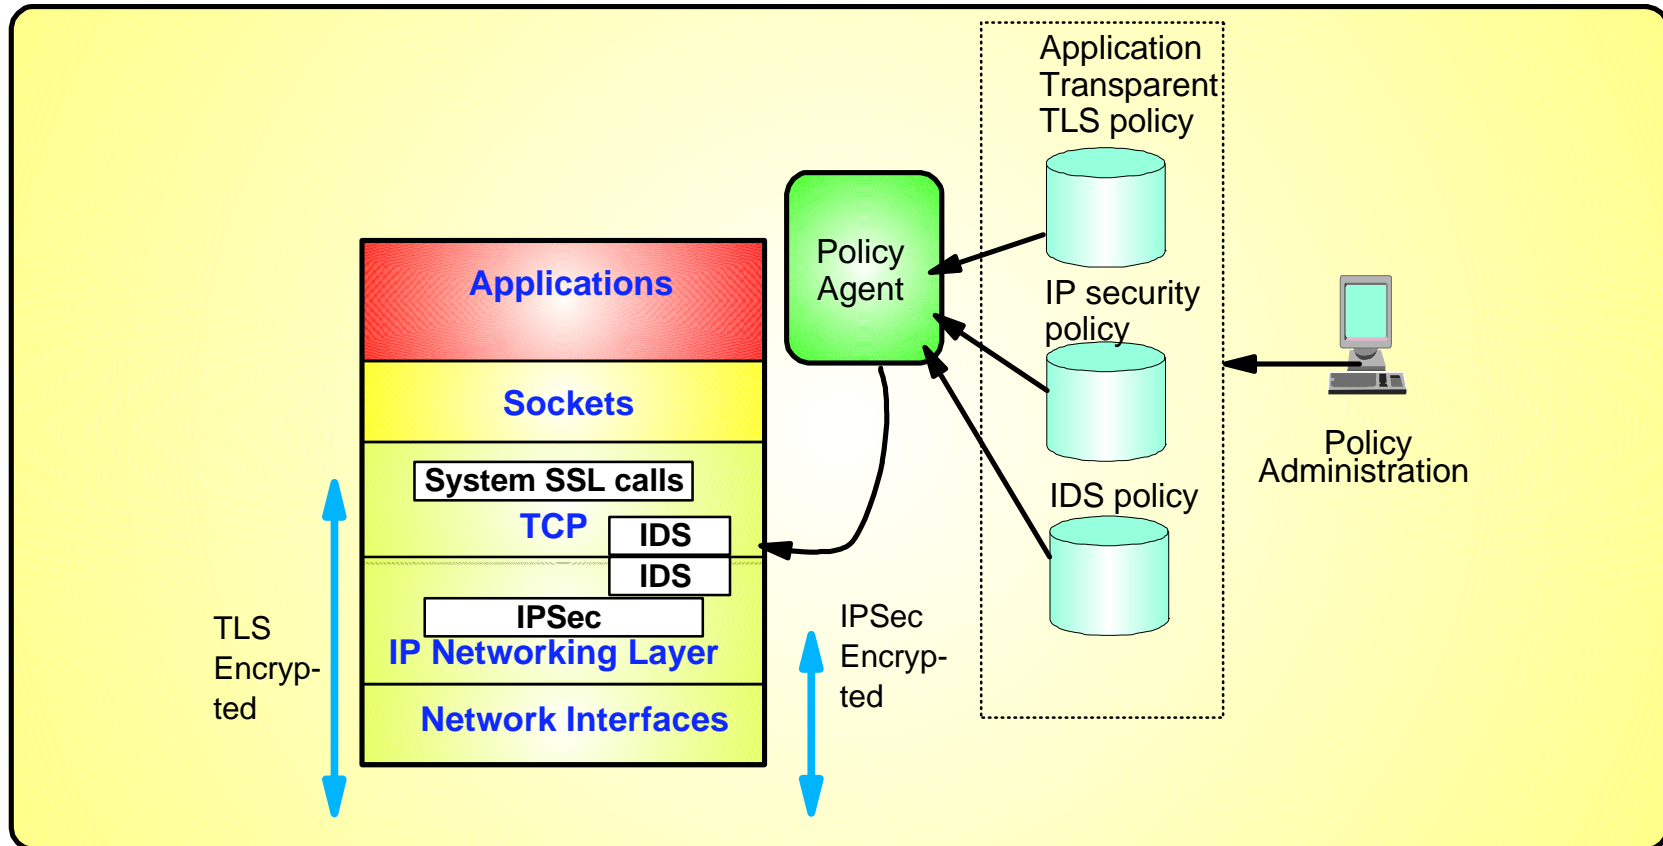 Application
Transparent
TLS policy
Policy
Agent
Applications
IP security
policy
Sockets
Policy
Administration
System SSL calls
IDS policy
TCP
IDS
IDS
IPSec
IP Networking Layer
TLS
Encryp-
ted
IPSec
Encryp-
ted
Network Interfaces